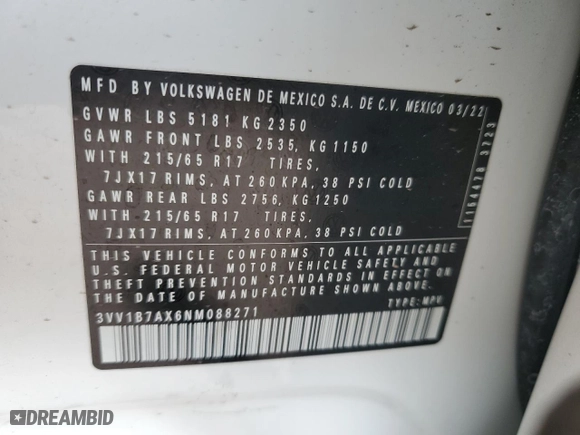 MFD BY VOLKSWAGEN DE MEXICO S.A. DE C.V. MEXICO 03/22
GVWR LBS 5181 KG 2350
GAWR FRONT LBS 2535, KG 1150
WITH 215/65 R17 TIRES,
7JX17 RIMS, AT 260 KPA, 38 PSI COLD
GAWR REAR LBS 2756, KG 1250
WITH 215/65 R17 TIRES,
7JX17 RIMS, AT 260 KPA, 38 PSI COLD
THIS VEHICLE CONFORMS TO ALL APPLICABLE
U.S. FEDERAL MOTOR VEHICLE SAFETY AND
THEFT PREVENTION STANDARDS IN EFFECT ON
THE DATE OF MANUFACTURE SHOWN ABOVE.
3VV1B7AX6NM088271 TYPE: MPV
T154478 3723
DREAMBID